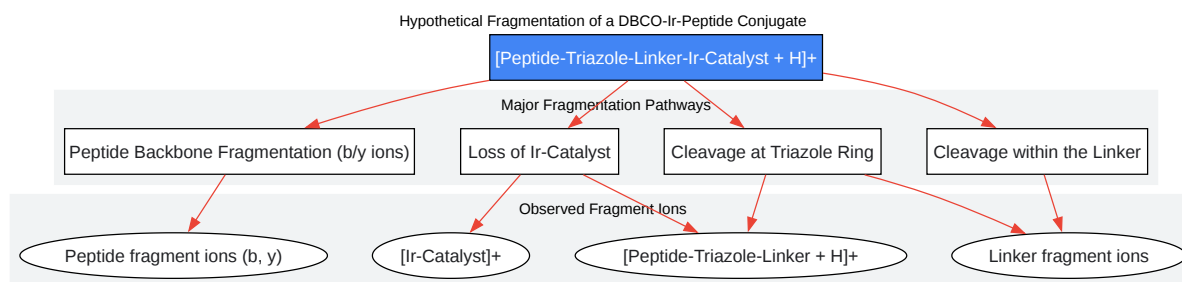 Hypothetical Fragmentation of a DBCO-Ir-Peptide Conjugate
[Peptide-Triazole-Linker-Ir-Catalyst + H]+
Major Fragmentation Pathways
Peptide Backbone Fragmentation (b/y ions)
Loss of Ir-Catalyst
Cleavage at Triazole Ring
Cleavage within the Linker
Observed Fragment Ions
Peptide fragment ions (b, y)
[Ir-Catalyst]+
[Peptide-Triazole-Linker + H]+
Linker fragment ions